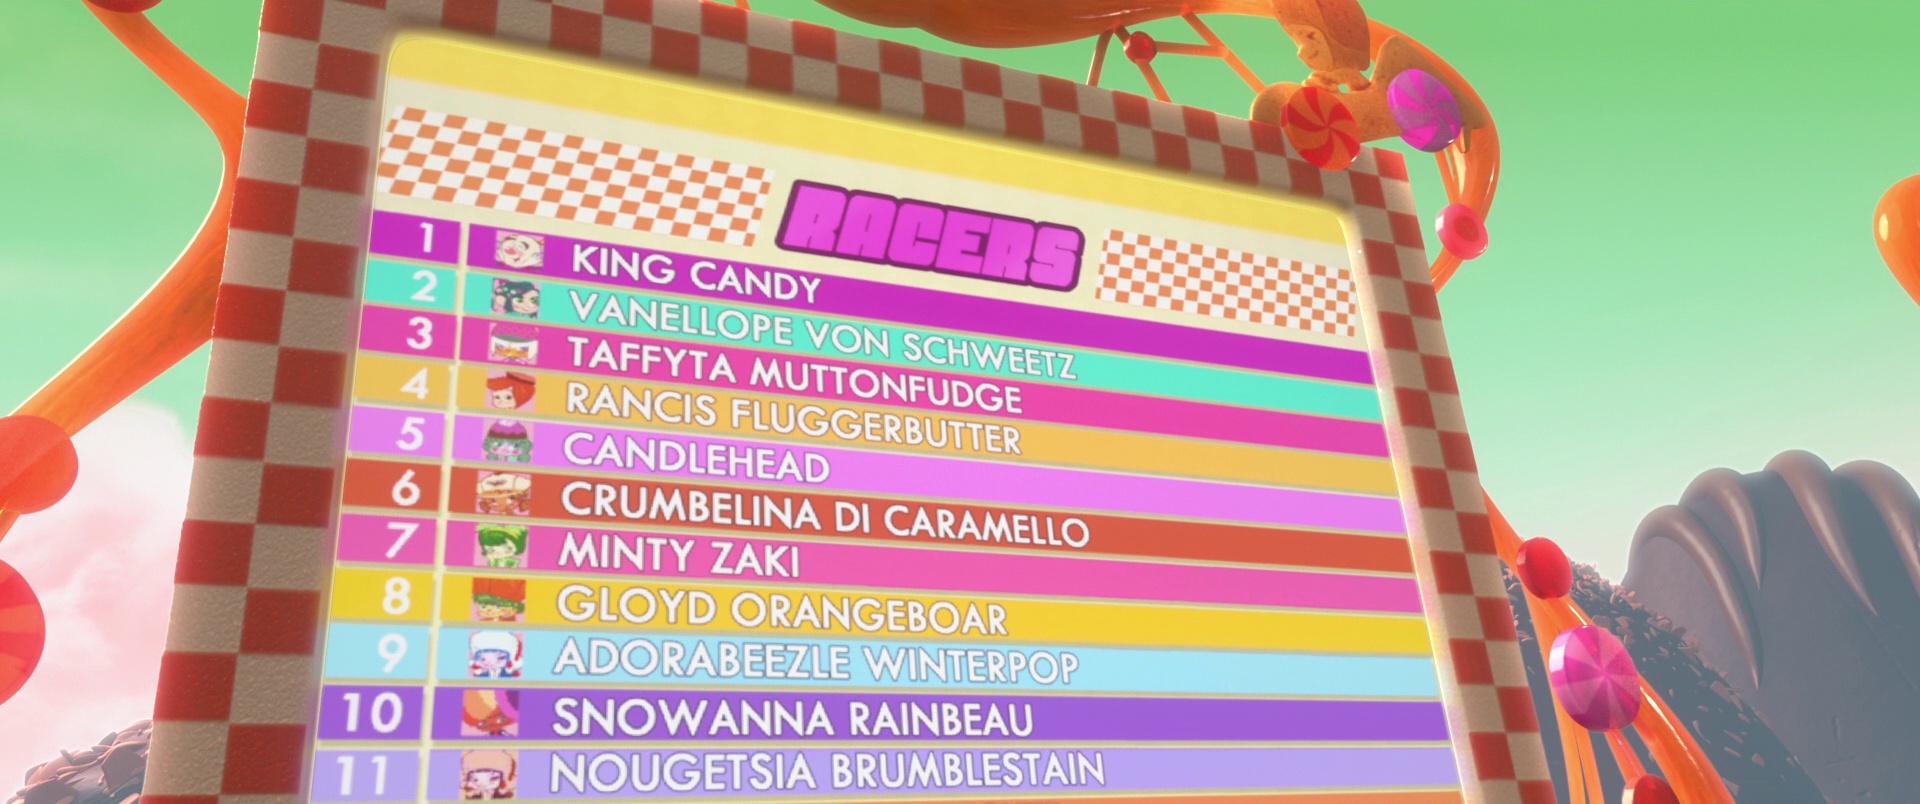 RACERS
1 KING CANDY
2 VANELLOPE VON SCHWEETZ
3 TAFFYTA MUTTONFUDGE
4 RANCIS FLUGGERBUTTER
5 CANDLEHEAD
6 CRUMBELINA DI CARAMELLO
7 MINTY ZAKI
8 GLOYD ORANGEBOAR
9 ADORABEEZLE WINTERPOP
10 SNOWANNA RAINBEAU
11 NOUGETSIA BRUMBLESTAIN